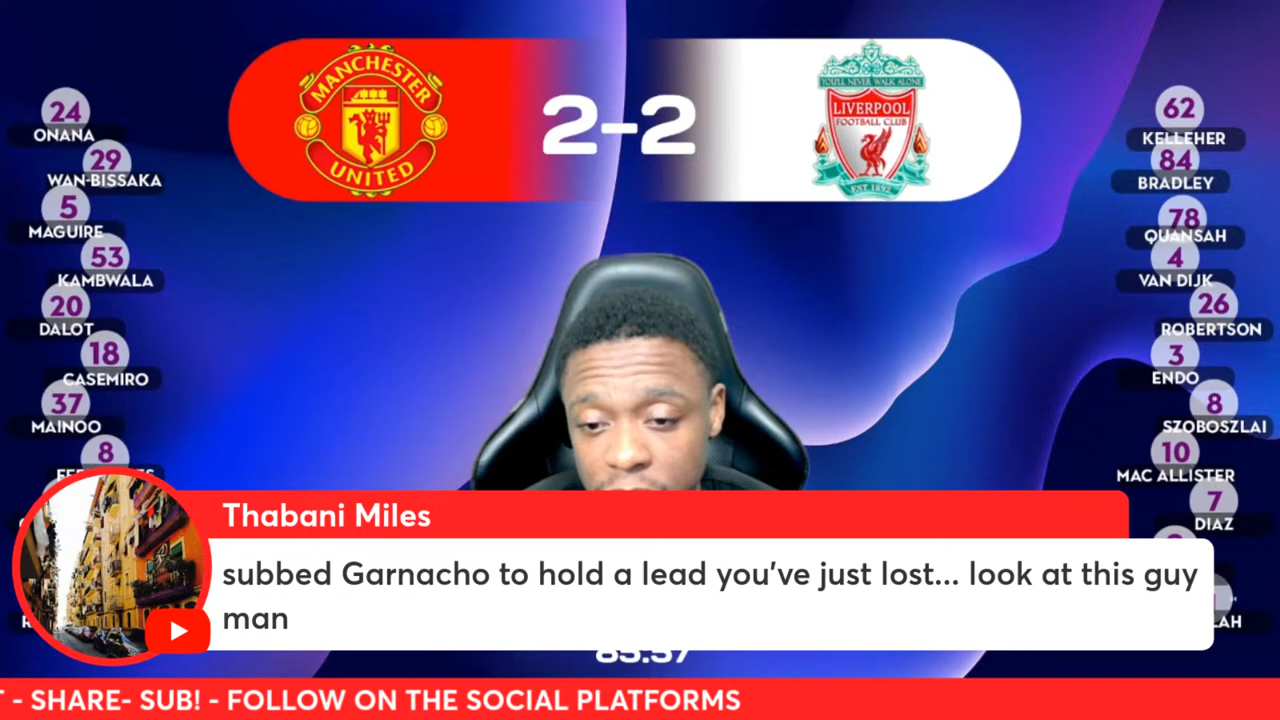 MANCHESTER
UNITED
2-2
YOU'LL NEVER WALK ALONE
LIVERPOOL
FOOTBALL CLUB
EST 1892
24
ONANA
29
WAN-BISSAKA
5
MAGUIRE
53
KAMBWALA
20
DALOT
18
CASEMIRO
37
MAINOO
8
62
KELLEHER
84
BRADLEY
78
QUANSAH
4
VAN DIJK
26
ROBERTSON
3
ENDO
8
SZOBOSZLAI
10
MAC ALLISTER
7
DIAZ
Thabani Miles
subbed Garnacho to hold a lead you've just lost... look at this guy
man
- SHARE- SUB! - FOLLOW ON THE SOCIAL PLATFORMS